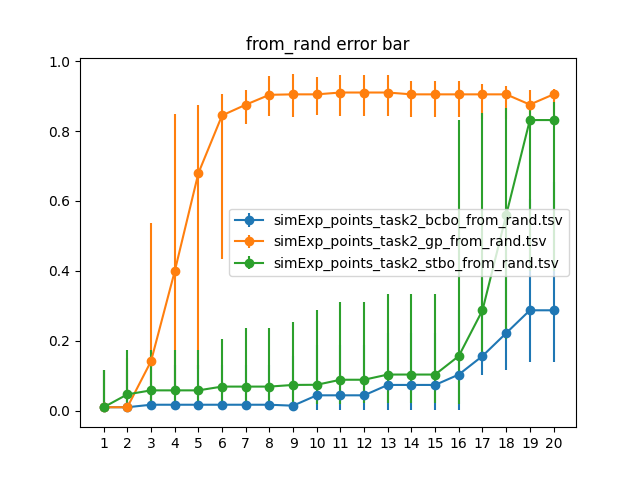 from_rand error bar
1.0
0.8
0.6
0.4
0.2
0.0
simExp_points_task2_bcbo_from_rand.tsv
simExp_points_task2_gp_from_rand.tsv
simExp_points_task2_stbo_from_rand.tsv
1 2 3 4 5 6 7 8 9 10 11 12 13 14 15 16 17 18 19 20